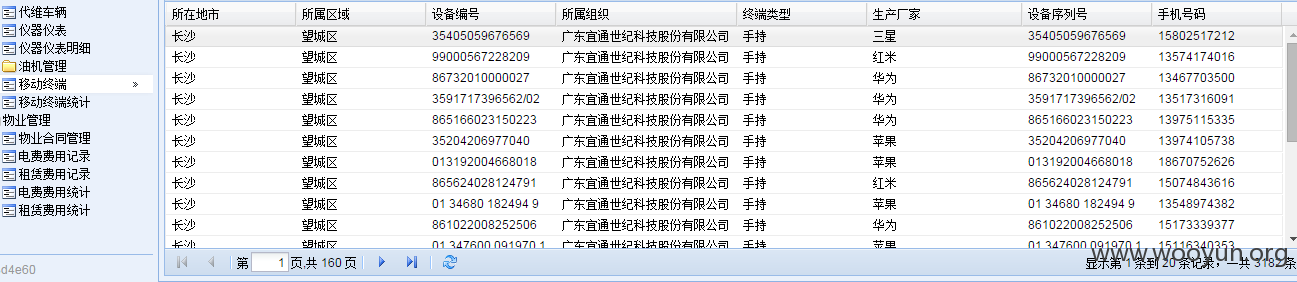 代维车辆
仪器仪表
仪器仪表明细
油机管理
移动终端 »
移动终端统计
物业管理
物业合同管理
电费费用记录
租赁费用记录
电费费用统计
租赁费用统计
d4e60
所在地市 所属区域 设备编号 所属组织 终端类型 生产厂家 设备序列号 手机号码
长沙 望城区 35405059676569 广东宜通世纪科技股份有限公司 手持 三星 35405059676569 15802517212
长沙 望城区 99000567228209 广东宜通世纪科技股份有限公司 手持 红米 99000567228209 13574174016
长沙 望城区 86732010000027 广东宜通世纪科技股份有限公司 手持 华为 86732010000027 13467703500
长沙 望城区 3591717396562/02 广东宜通世纪科技股份有限公司 手持 华为 3591717396562/02 13517316091
长沙 望城区 865166023150223 广东宜通世纪科技股份有限公司 手持 华为 865166023150223 13975115335
长沙 望城区 35204206977040 广东宜通世纪科技股份有限公司 手持 苹果 35204206977040 13974105738
长沙 望城区 013192004668018 广东宜通世纪科技股份有限公司 手持 苹果 013192004668018 18670752626
长沙 望城区 865624028124791 广东宜通世纪科技股份有限公司 手持 红米 865624028124791 15074843616
长沙 望城区 01 34680 182494 9 广东宜通世纪科技股份有限公司 手持 苹果 01 34680 182494 9 13548974382
长沙 望城区 861022008252506 广东宜通世纪科技股份有限公司 手持 华为 861022008252506 15173339377
长沙 望城区 01 347600 091970 1 广东宜通世纪科技股份有限公司 手持 苹果 01 347600 091970 1 15116340353
第 1 页,共 160 页
显示第 1 条到 20 条记录，一共 3182 条
www.wooyun.org